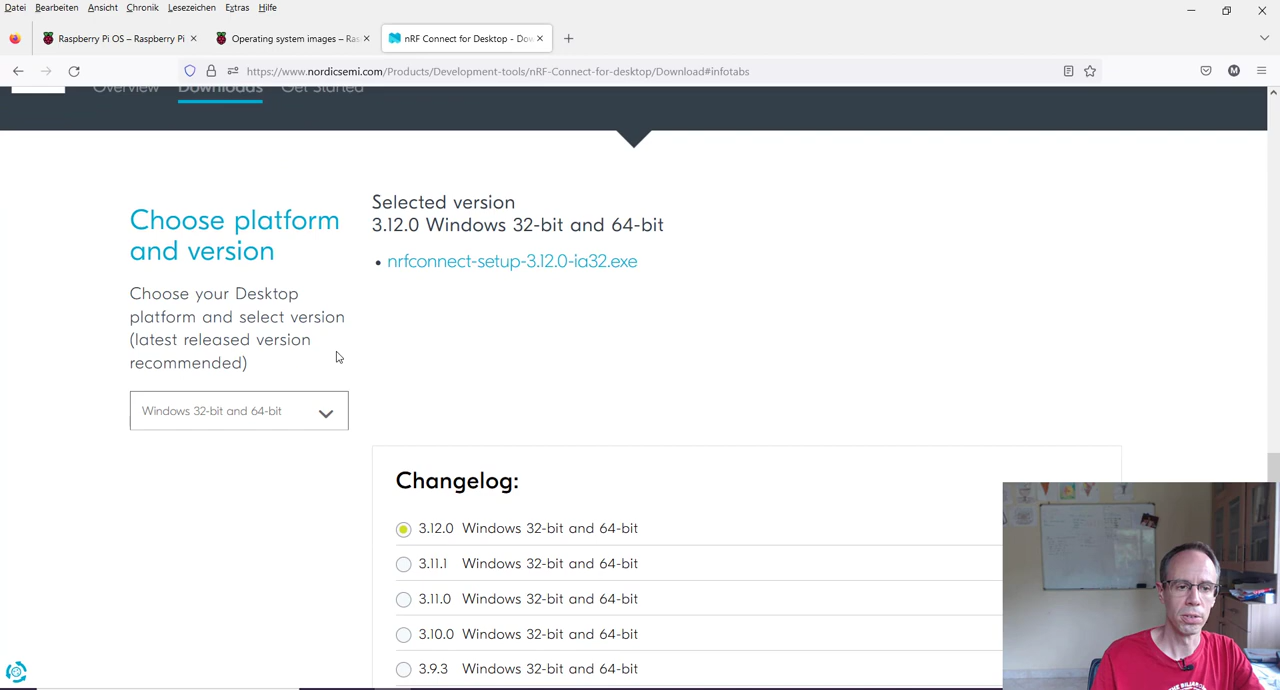 Datei Bearbeiten Ansicht Chronik Lesezeichen Extras Hilfe
Raspberry Pi OS – Raspberry Pi
Operating system images – Ras
nRF Connect for Desktop - Dow
https://www.nordicsemi.com/Products/Development-tools/nRF-Connect-for-desktop/Download#infotabs
M
Overview Downloads Get Started
Choose platform
and version
Choose your Desktop
platform and select version
(latest released version
recommended)
Windows 32-bit and 64-bit
Selected version
3.12.0 Windows 32-bit and 64-bit
• nrfconnect-setup-3.12.0-ia32.exe
Changelog:
3.12.0 Windows 32-bit and 64-bit
3.11.1 Windows 32-bit and 64-bit
3.11.0 Windows 32-bit and 64-bit
3.10.0 Windows 32-bit and 64-bit
3.9.3 Windows 32-bit and 64-bit